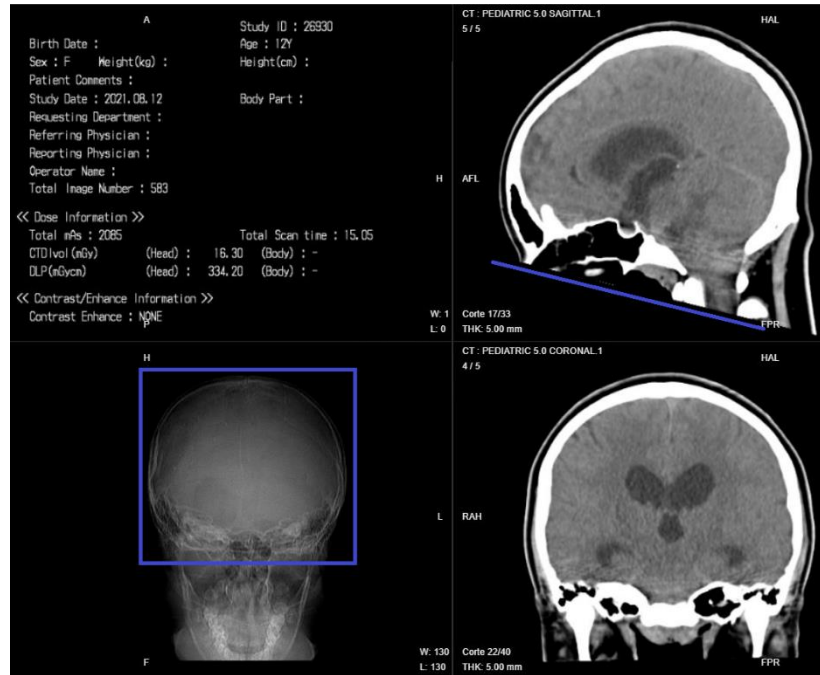 A
Study ID : 26930
Birth Date :
Age : 12Y
Sex : F Weight(kg) :
Height(cm) :
Patient Comments :
Study Date : 2021.08.12
Body Part :
Requesting Department :
Referring Physician :
Reporting Physician :
Operator Name :
Total Image Number : 583
H
<< Dose Information >>
Total mAs : 2085
Total Scan time : 15.05
CTDIvol(mGy) (Head) : 16.30 (Body) : -
DLP(mGycm) (Head) : 334.20 (Body) : -
<< Contrast/Enhance Information >>
Contrast Enhance : NONE
P
W: 1
L: 0
CT : PEDIATRIC 5.0 SAGITTAL.1
5 / 5
HAL
AFL
Corte 17/33
THK: 5.00 mm
FPR
H
L
F
W: 130
L: 130
CT : PEDIATRIC 5.0 CORONAL.1
4 / 5
HAL
RAH
Corte 22/40
THK: 5.00 mm
FPR